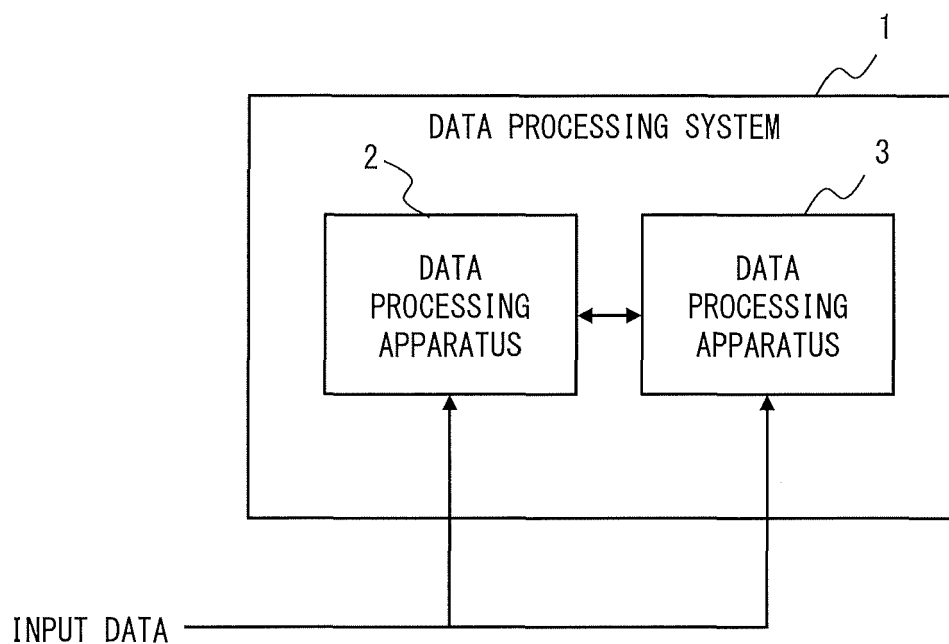 1
DATA PROCESSING SYSTEM
2
3
DATA
PROCESSING
APPARATUS
DATA
PROCESSING
APPARATUS
INPUT DATA